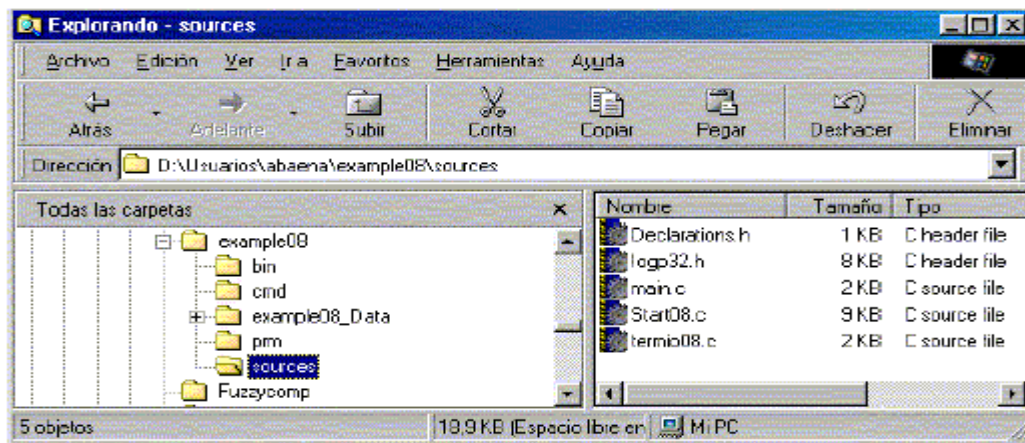 Explorando - sources
Archivo Edición Ver Ir a Favoritos Herramientas Ayuda
Atrás Adelante Subir Cortar Copiar Pegar Deshacer Eliminar
Dirección D:\Usuarios\abaena\example08\sources
Todas las carpetas
example08
bin
cmd
example08_Data
prm
sources
Fuzzycomp
Nombre Tamaño Tipo
Declarations.h 1 KB C header file
logp32.h 8 KB C header file
main.c 2 KB C source file
Start08.c 9 KB C source file
termio08.c 2 KB C source file
5 objetos 18,9 KB (Espacio libre en Mi PC